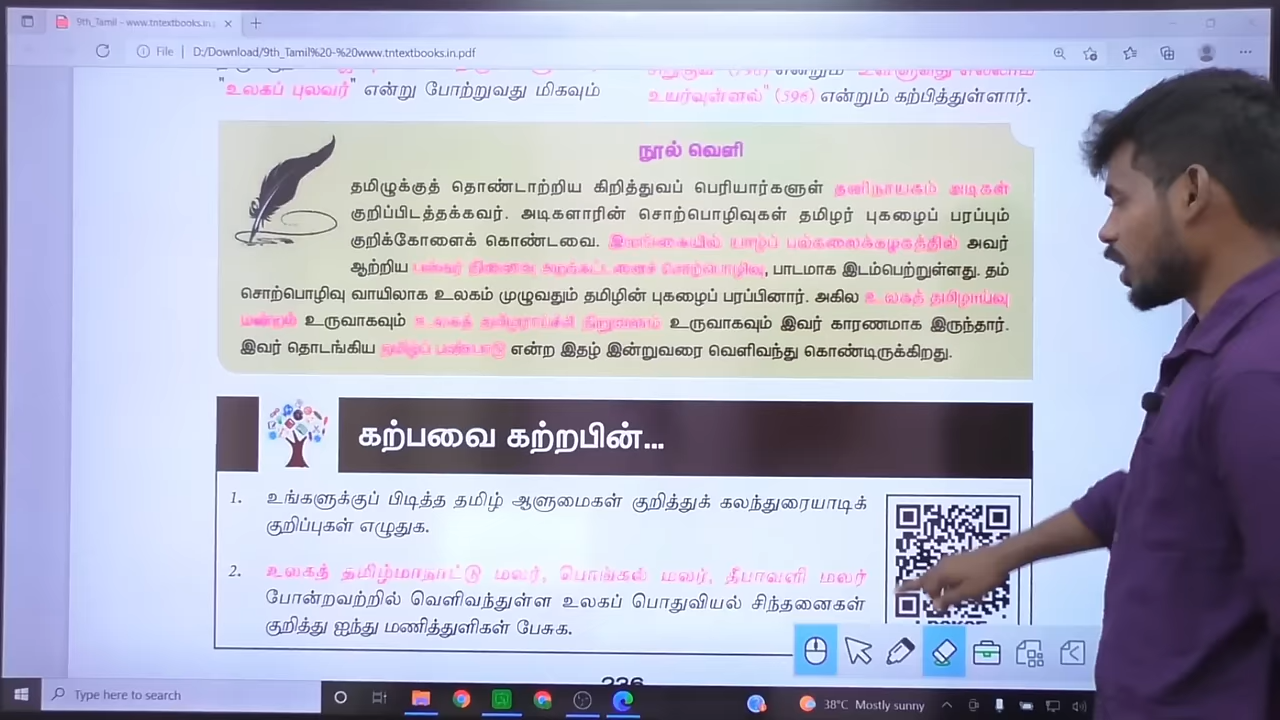 9th_Tamil - www.tntextbooks.in.p
File D:/Download/9th_Tamil%20-%20www.tntextbooks.in.pdf
"உலகப் புலவர்" என்று போற்றுவது மிகவும்
உயர்வுள்ளல்" (596) என்றும் கற்பித்துள்ளார்.
நூல் வெளி
தமிழுக்குத் தொண்டாற்றிய கிறித்துவப் பெரியார்களுள் தனிநாயகம் அடிகள்
குறிப்பிடத்தக்கவர். அடிகளாரின் சொற்பொழிவுகள் தமிழர் புகழைப் பரப்பும்
குறிக்கோளைக் கொண்டவை. இலங்கையில் யாழ்ப் பல்கலைக்கழகத்தில் அவர்
ஆற்றிய நினைவு அறக்கட்டளைச் சொற்பொழிவு, பாடமாக இடம்பெற்றுள்ளது. தம்
சொற்பொழிவு வாயிலாக உலகம் முழுவதும் தமிழின் புகழைப் பரப்பினார். அகில உலகத் தமிழாய்வு
மன்றம் உருவாகவும் உலகத் தமிழாராய்ச்சி நிறுவனம் உருவாகவும் இவர் காரணமாக இருந்தார்.
இவர் தொடங்கிய தமிழ்ப் பண்பாடு என்ற இதழ் இன்றுவரை வெளிவந்து கொண்டிருக்கிறது.
கற்பவை கற்றபின்...
1. உங்களுக்குப் பிடித்த தமிழ் ஆளுமைகள் குறித்துக் கலந்துரையாடிக்
குறிப்புகள் எழுதுக.
2. உலகத் தமிழ்மாநாட்டு மலர், பொங்கல் மலர், தீபாவளி மலர்
போன்றவற்றில் வெளிவந்துள்ள உலகப் பொதுவியல் சிந்தனைகள்
குறித்து ஐந்து மணித்துளிகள் பேசுக.
236
Type here to search
38°C Mostly sunny